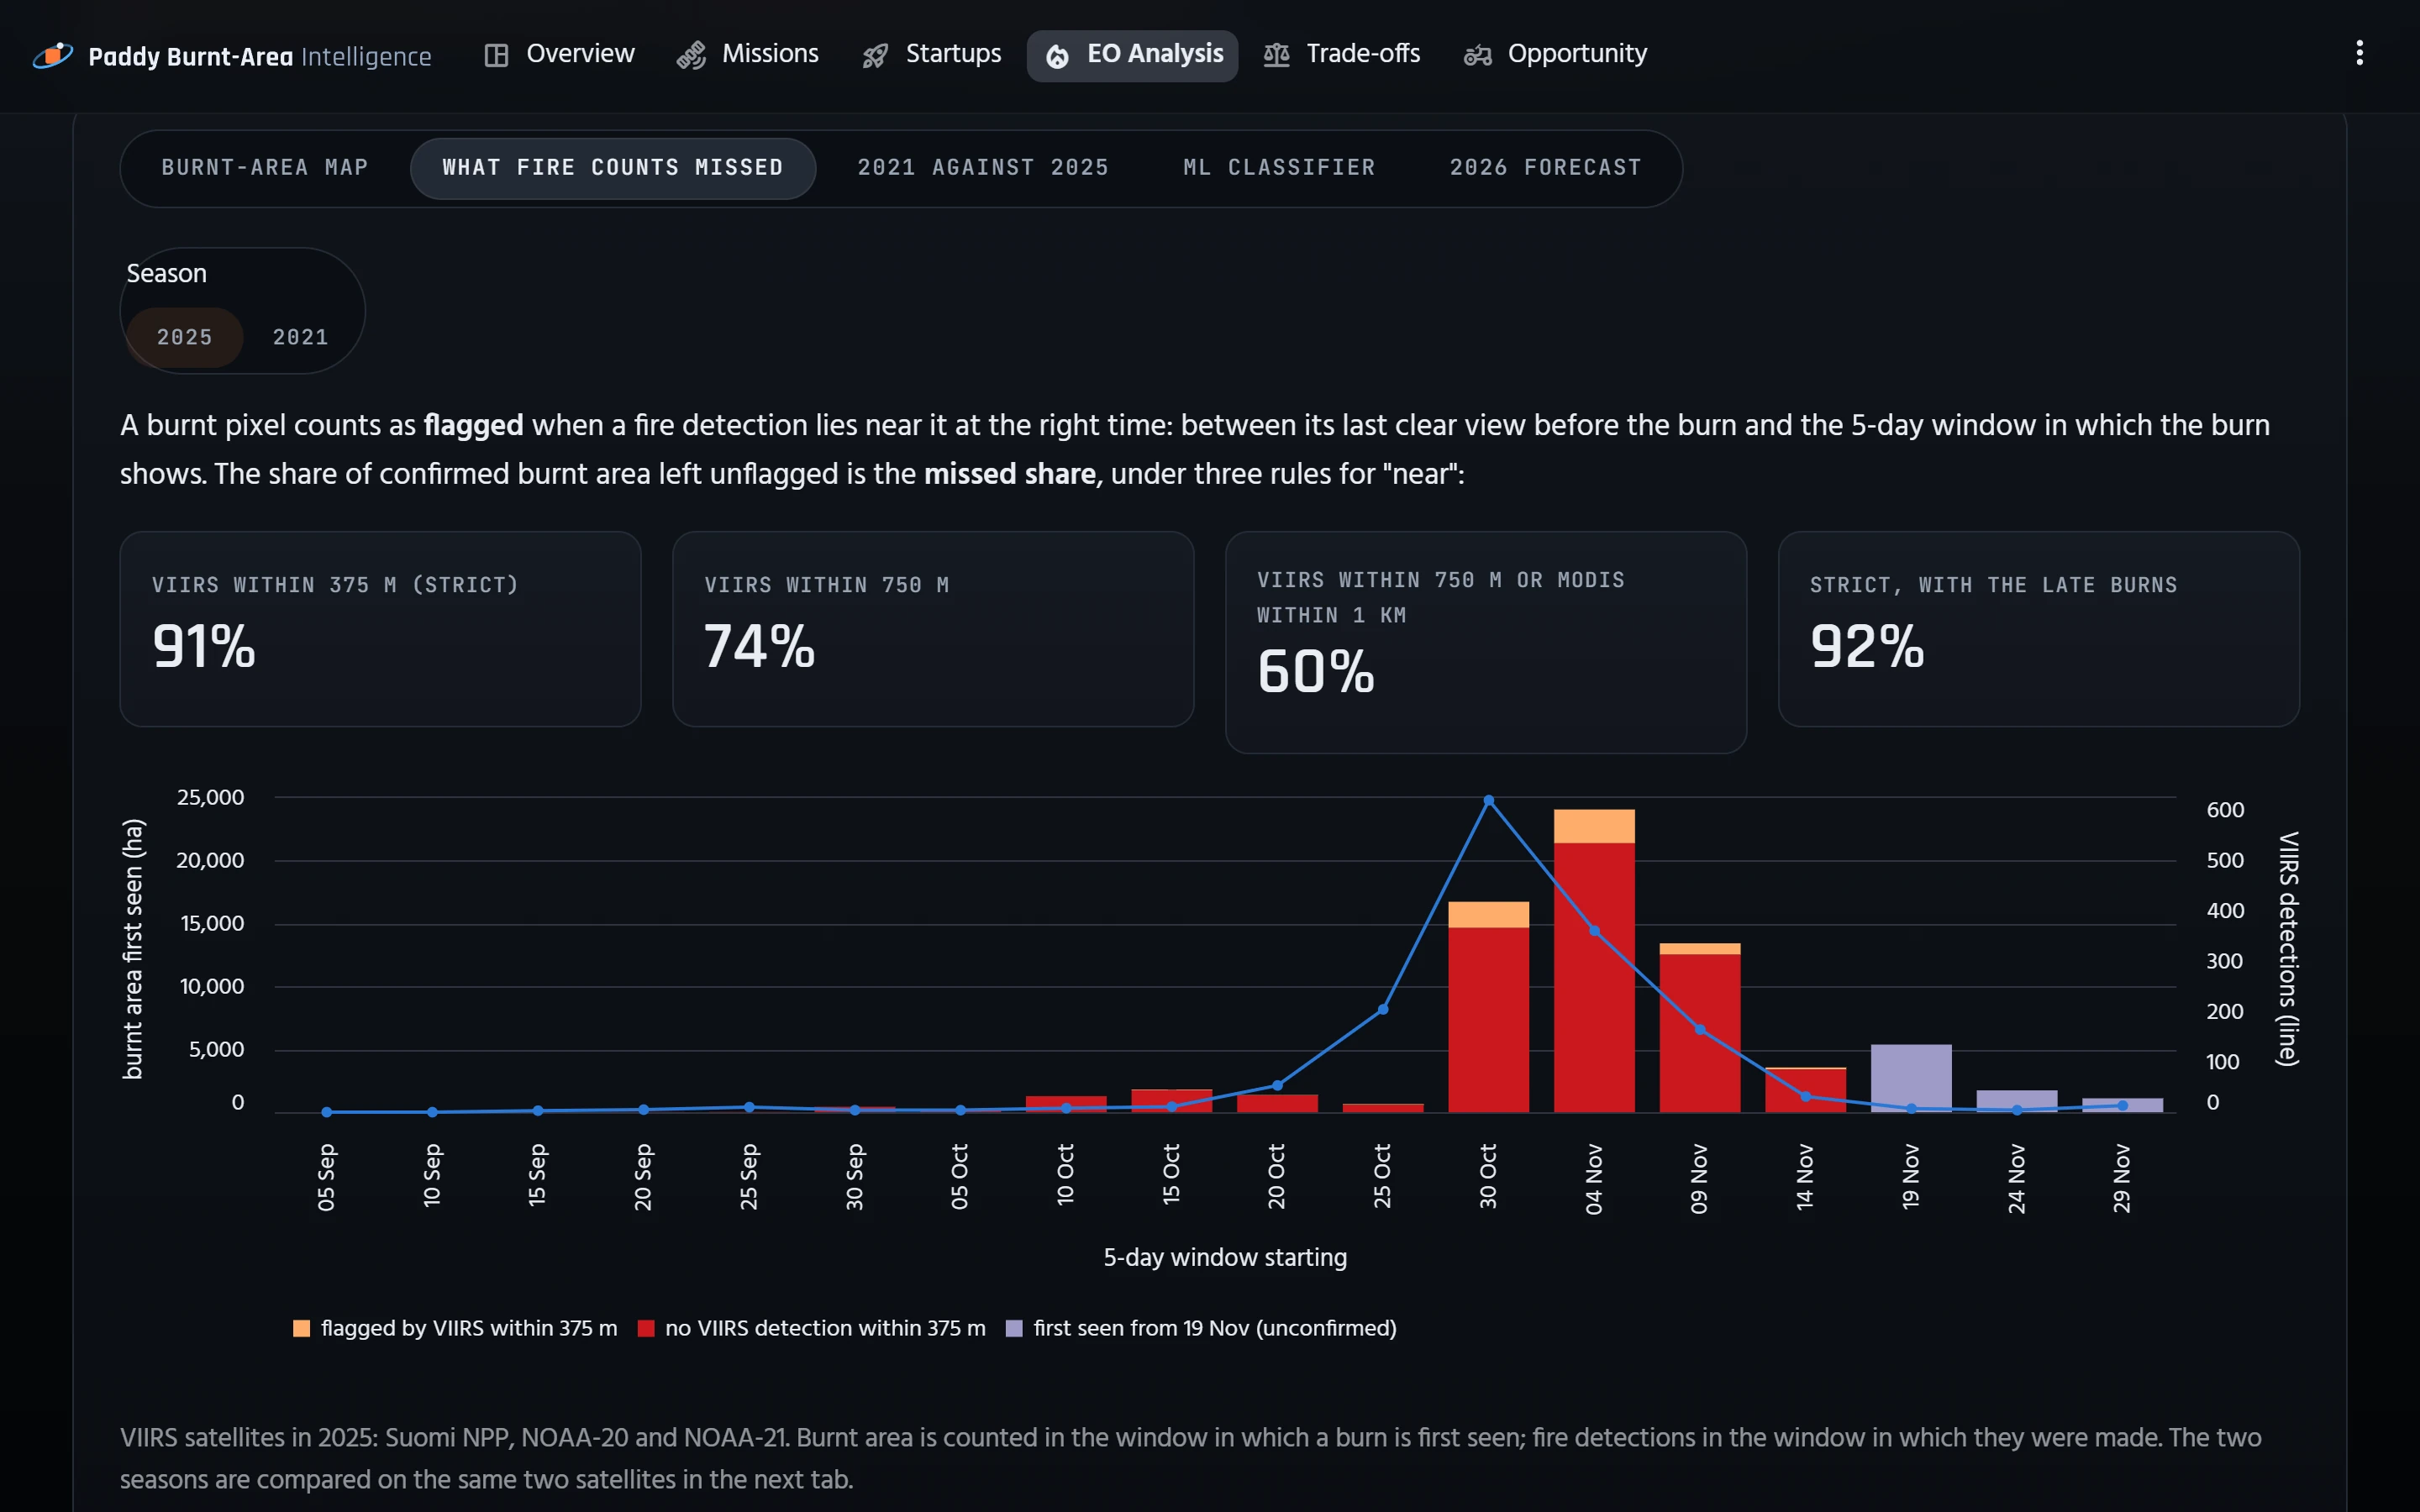 Paddy Burnt-Area Intelligence Overview Missions Startups EO Analysis Trade-offs Opportunity
BURNT-AREA MAP WHAT FIRE COUNTS MISSED 2021 AGAINST 2025 ML CLASSIFIER 2026 FORECAST
Season
2025 2021
A burnt pixel counts as flagged when a fire detection lies near it at the right time: between its last clear view before the burn and the 5-day window in which the burn
shows. The share of confirmed burnt area left unflagged is the missed share, under three rules for "near":
VIIRS WITHIN 375 M (STRICT)
91%
VIIRS WITHIN 750 M
74%
VIIRS WITHIN 750 M OR MODIS
WITHIN 1 KM
60%
STRICT, WITH THE LATE BURNS
92%
burnt area first seen (ha)
25,000
20,000
15,000
10,000
5,000
0
600
500
400
300
200
100
0
VIIRS detections (line)
05 Sep
10 Sep
15 Sep
20 Sep
25 Sep
30 Sep
05 Oct
10 Oct
15 Oct
20 Oct
25 Oct
30 Oct
04 Nov
09 Nov
14 Nov
19 Nov
24 Nov
29 Nov
5-day window starting
flagged by VIIRS within 375 m no VIIRS detection within 375 m first seen from 19 Nov (unconfirmed)
VIIRS satellites in 2025: Suomi NPP, NOAA-20 and NOAA-21. Burnt area is counted in the window in which a burn is first seen; fire detections in the window in which they were made. The two
seasons are compared on the same two satellites in the next tab.